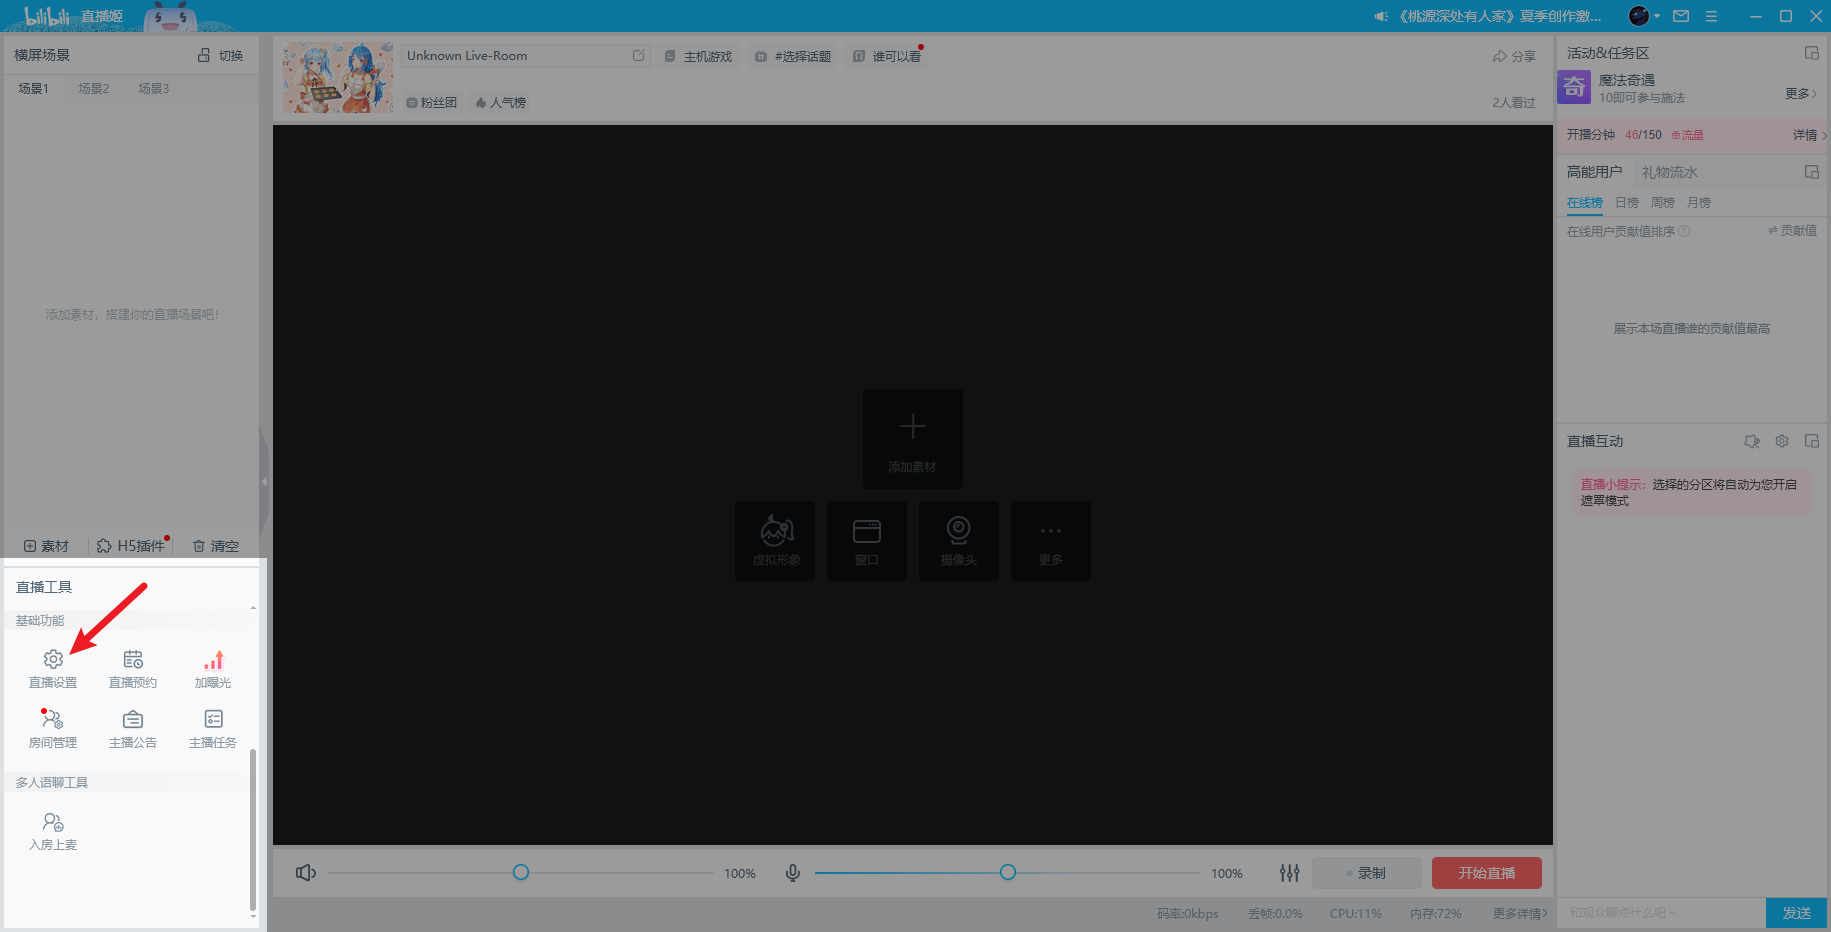 bilibili 直播姬
《桃源深处有人家》夏季创作激...
横屏场景 切换
场景1 场景2 场景3
添加素材，搭建你的直播场景吧！
素材 H5插件 清空
直播工具
基础功能
直播设置 直播预约 加曝光
房间管理 主播公告 主播任务
多人语聊工具
入房上麦
Unknown Live-Room 主机游戏 #选择话题 谁可以看 分享
粉丝团 人气榜 2人看过
添加素材
虚拟形象 窗口 摄像头 更多
100% 100% 录制 开始直播
码率:0kbps 丢帧:0.0% CPU:11% 内存:72% 更多详情
活动&任务区
奇 魔法奇遇
10即可参与施法 更多
开播分钟 46/150 流星 详情
高能用户 礼物流水
在线榜 日榜 周榜 月榜
在线用户贡献值排序 贡献值
展示本场直播谁的贡献值最高
直播互动
直播小提示：选择的分区将自动为您开启
遮罩模式
和观众聊点什么吧~ 发送